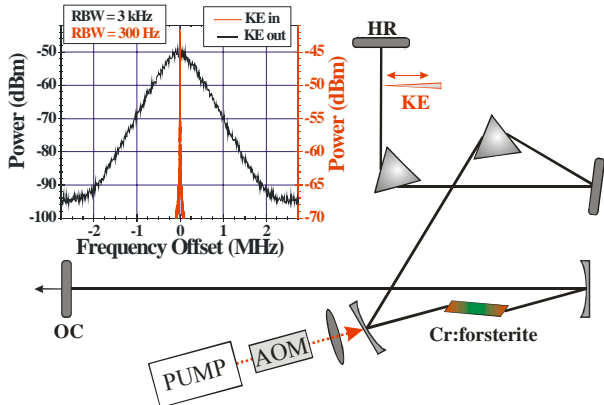 RBW = 3 kHz
RBW = 300 Hz
KE in
KE out
HR
KE
Power (dBm)
-50
-60
-70
-80
-90
-100
-45
-50
-55
-60
-65
-70
Power (dBm)
-2
-1
0
1
2
Frequency Offset (MHz)
OC
Cr:forsterite
AOM
PUMP